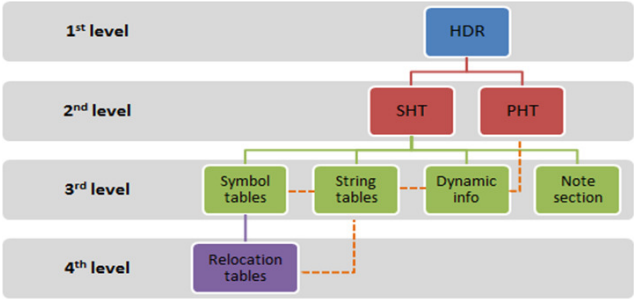 1st level
HDR
2nd level
SHT
PHT
3rd level
Symbol
tables
String
tables
Dynamic
info
Note
section
4th level
Relocation
tables